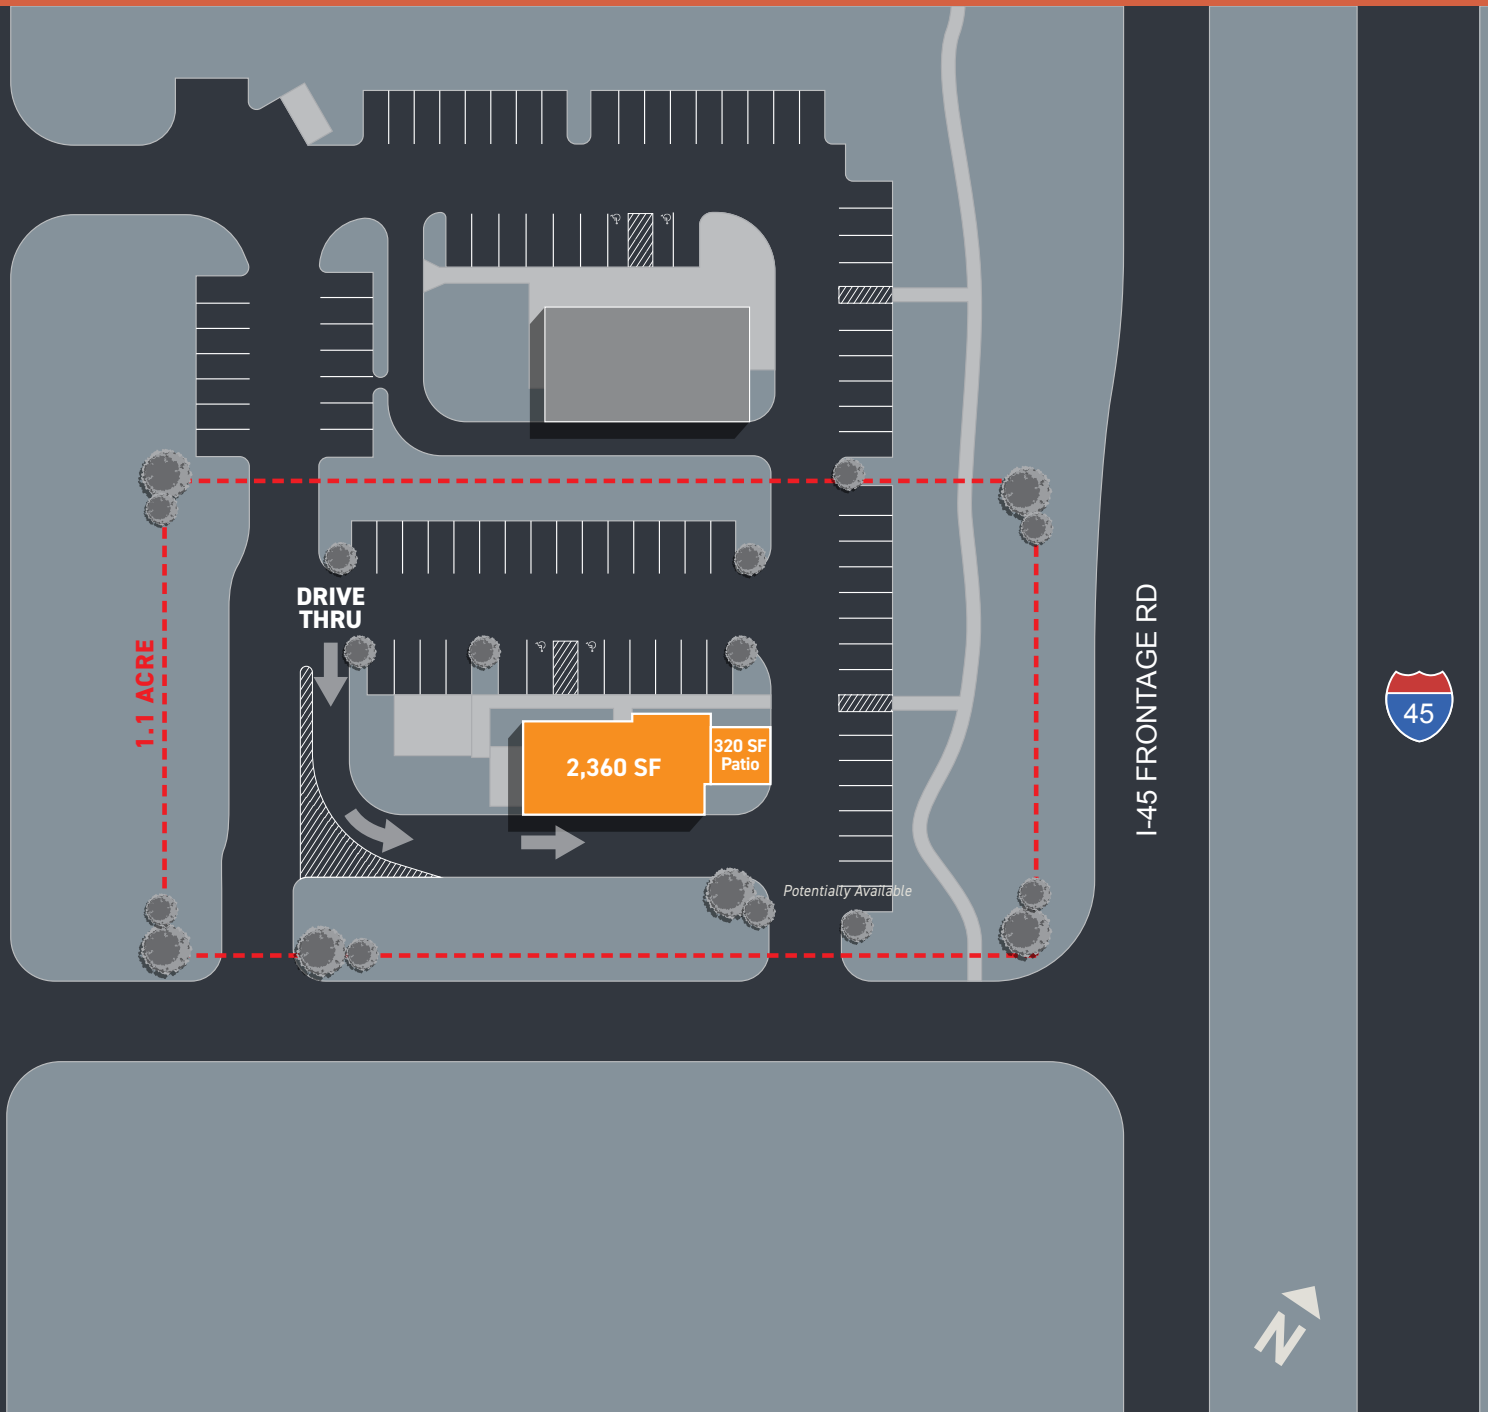 DRIVE
THRU
1.1 ACRE
2,360 SF
320 SF
Patio
Potentially Available
I-45 FRONTAGE RD
45
N